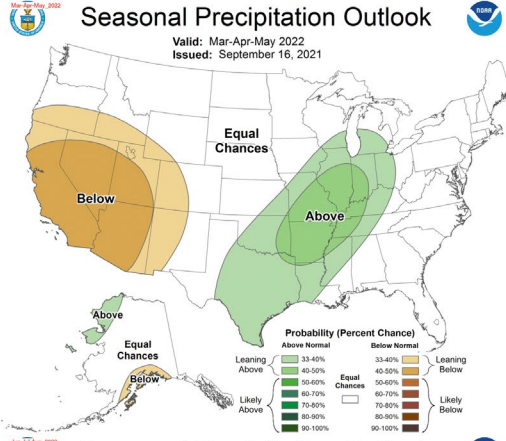 Mar-Apr-May_2022
Seasonal Precipitation Outlook
NOAA
Valid: Mar-Apr-May 2022
Issued: September 16, 2021
Equal
Chances
Below
Above
Above
Equal
Chances
Below
Probability (Percent Chance)
Above Normal
Below Normal
Leaning
Above
33-40%
40-50%
Likely
Above
50-60%
60-70%
70-80%
80-90%
90-100%
Equal
Chances
33-40%
40-50%
Leaning
Below
50-60%
60-70%
70-80%
80-90%
90-100%
Likely
Below